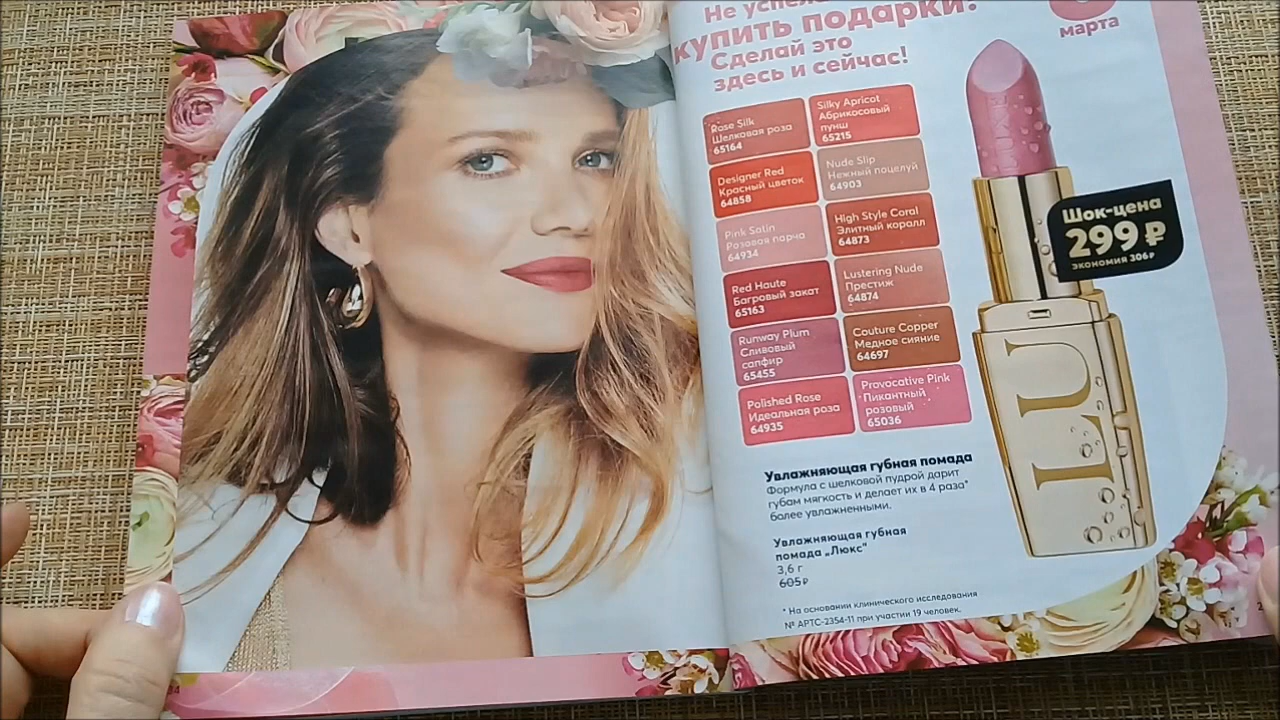 Не
купить подарки?
Сделай это
здесь и сейчас!
8
марта
Rose Silk
Шелковая роза
65164
Silky Apricot
Абрикосовый
пунш
65215
Designer Red
Красный цветок
64858
Nude Slip
Нежный поцелуй
64903
Pink Satin
Розовая парча
64934
High Style Coral
Элитный коралл
64873
Red Haute
Багровый закат
65163
Lustering Nude
Престиж
64874
Runway Plum
Сливовый
сапфир
65455
Couture Copper
Медное сияние
64697
Polished Rose
Идеальная роза
64935
Provocative Pink
Пикантный
розовый
65036
Шок-цена
299 ₽
экономия 306₽
LU
Увлажняющая губная помада
Формула с шелковой пудрой дарит
губам мягкость и делает их в 4 раза*
более увлажненными.
Увлажняющая губная
помада „Люкс"
3,6 г
605₽
* На основании клинического исследования
№ АРТС-2354-11 при участии 19 человек.